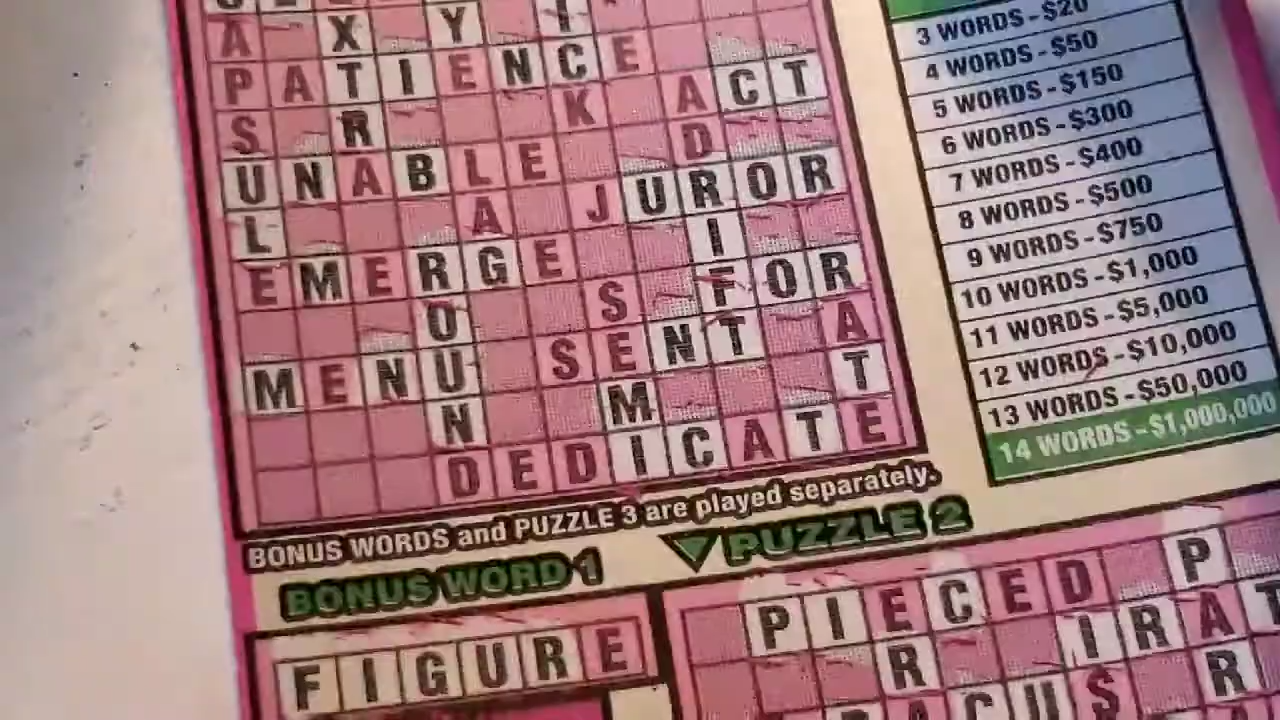 3 WORDS - $20
4 WORDS - $50
5 WORDS - $150
6 WORDS - $300
7 WORDS - $400
8 WORDS - $500
9 WORDS - $750
10 WORDS - $1,000
11 WORDS - $5,000
12 WORDS - $10,000
13 WORDS - $50,000
14 WORDS - $1,000,000
A X Y I
PATIENCE
ACT
S R K D
UNABLE
JUROR
L A I
EMERGE
FOR
O S A
MENU
SENT
T
N M
DEDICATE
BONUS WORDS and PUZZLE 3 are played separately.
BONUS WORD 1
PUZZLE 2
FIGURE
PIECED
P
R
IRAT
R